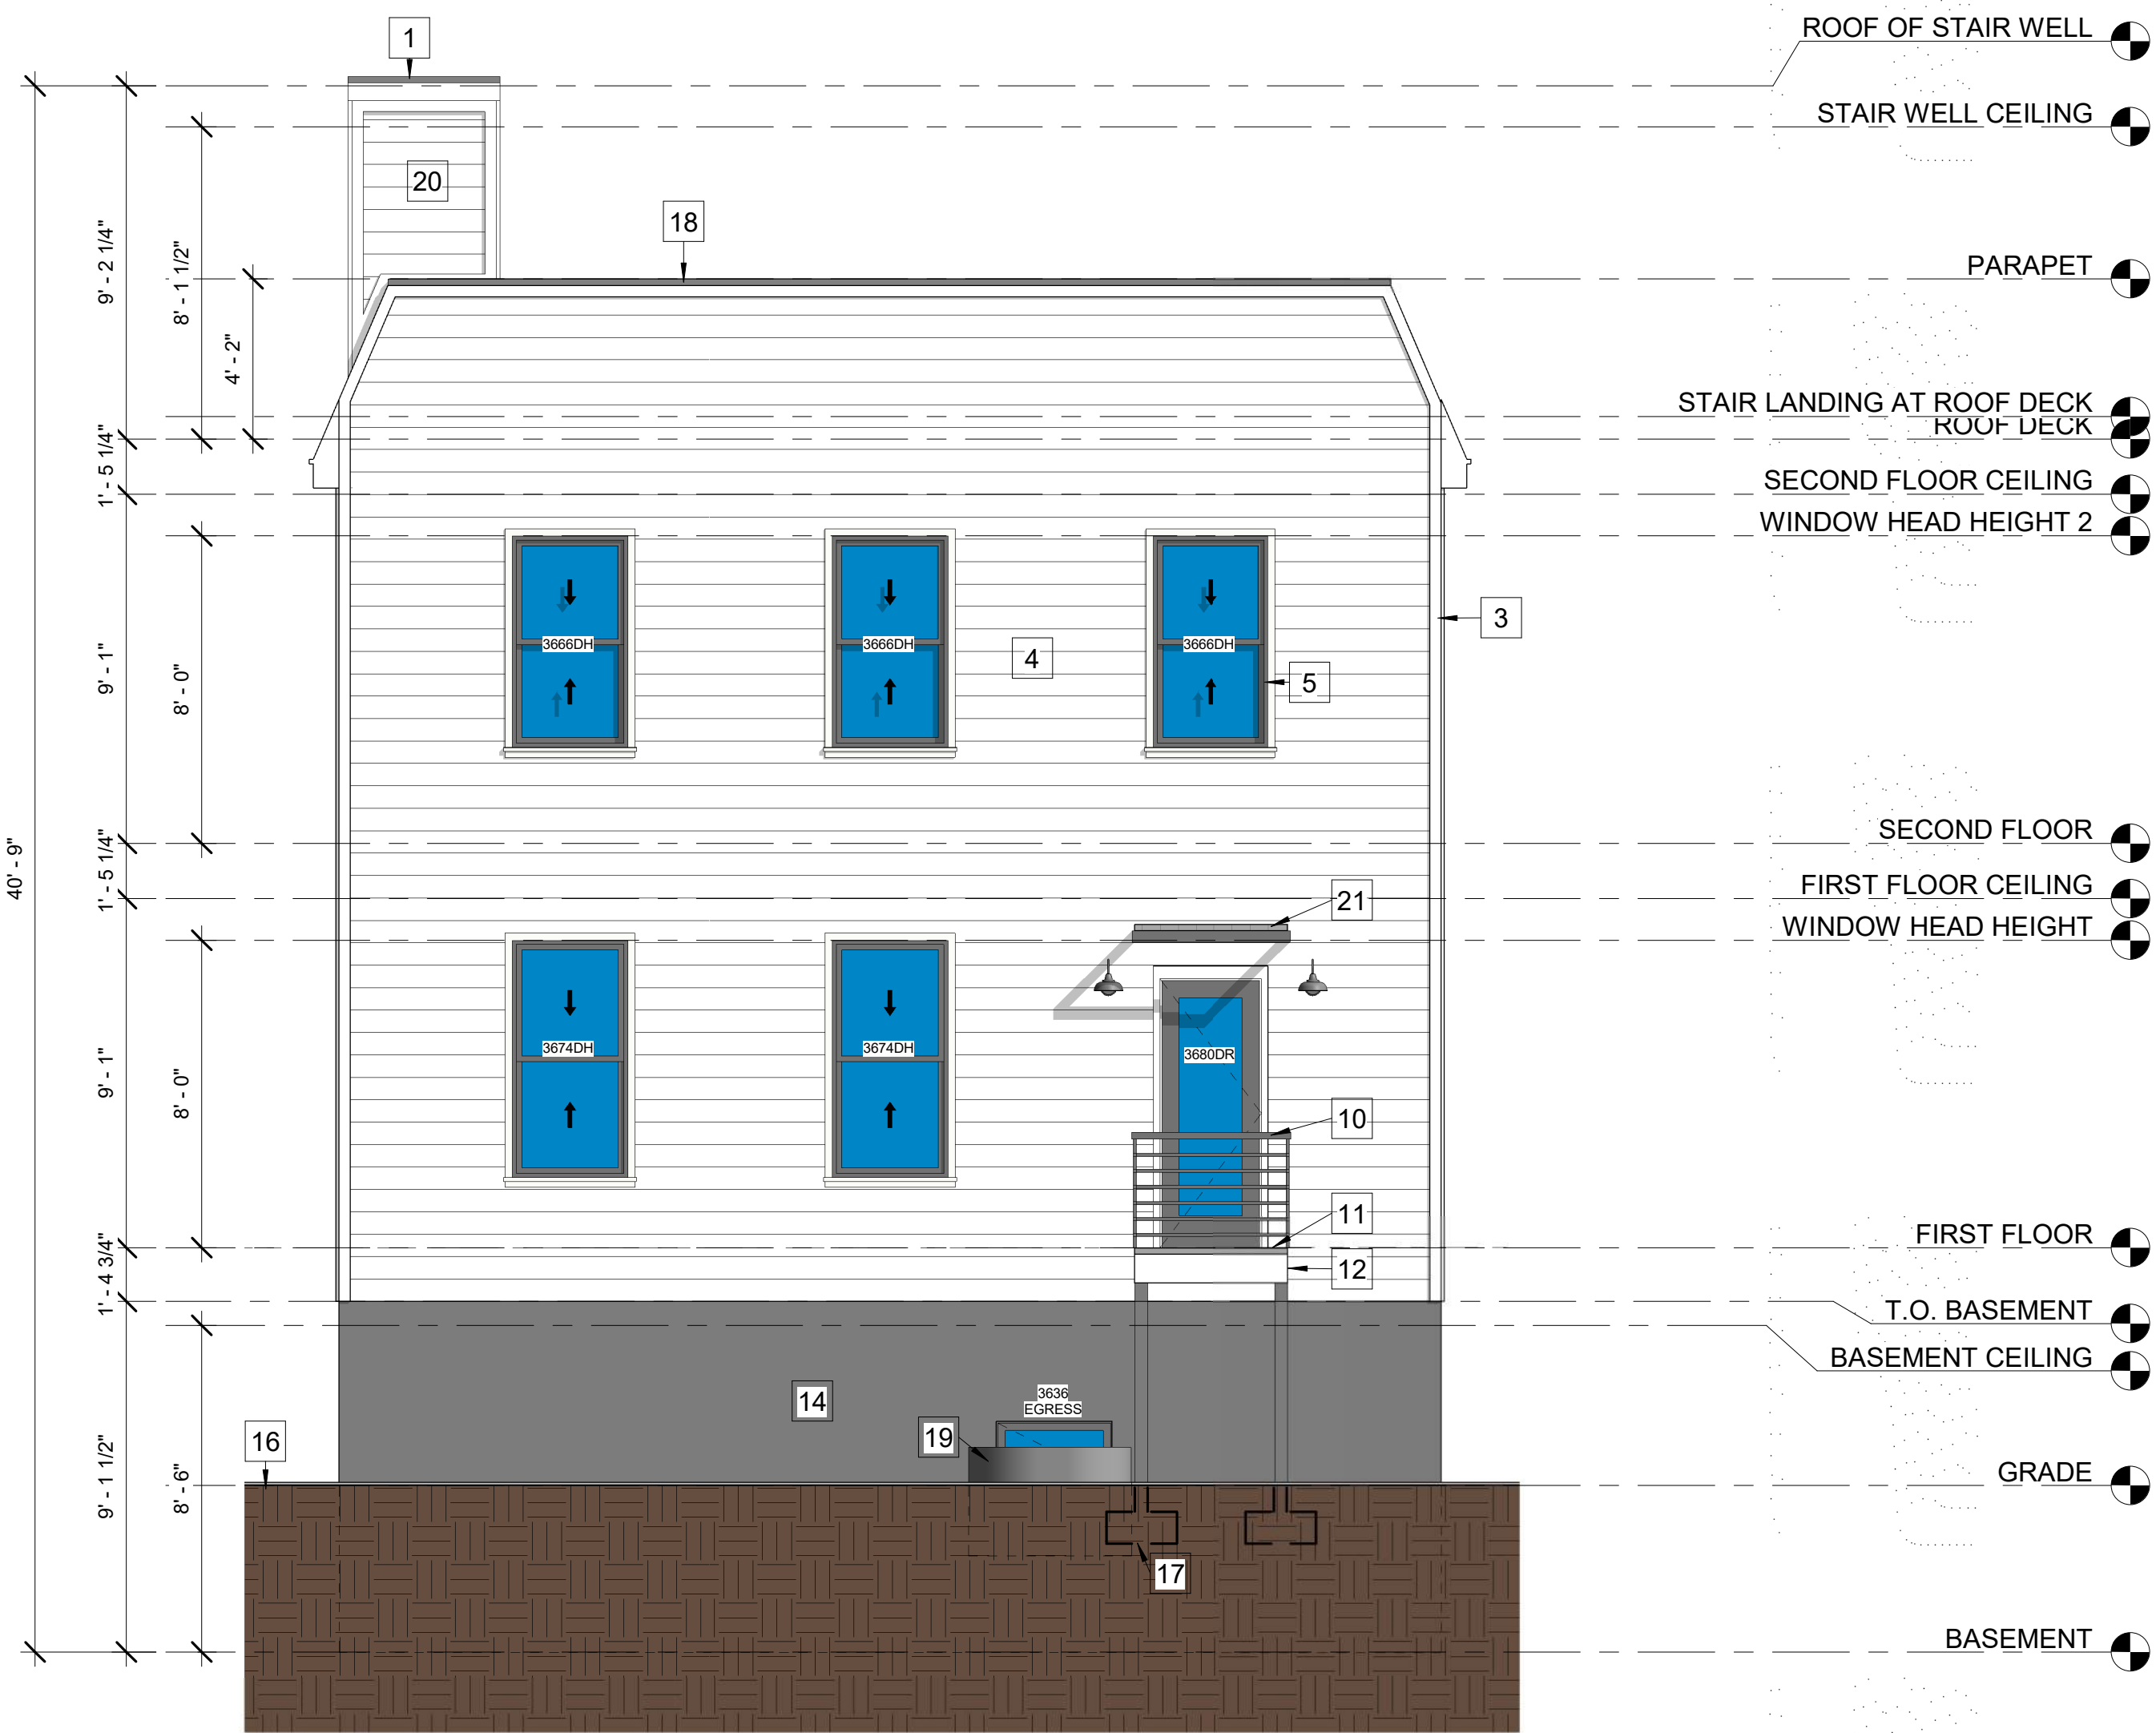 1
ROOF OF STAIR WELL
STAIR WELL CEILING
20
18
9' - 2 1/4"
8' - 1 1/2"
PARAPET
4' - 2"
STAIR LANDING AT ROOF DECK
ROOF DECK
1' - 5 1/4"
SECOND FLOOR CEILING
WINDOW HEAD HEIGHT 2
3
3666DH
3666DH
3666DH
4
5
9' - 1"
8' - 0"
SECOND FLOOR
40' - 9"
1' - 5 1/4"
FIRST FLOOR CEILING
21
WINDOW HEAD HEIGHT
3674DH
3674DH
3680DR
9' - 1"
8' - 0"
10
11
FIRST FLOOR
12
1' - 4 3/4"
T.O. BASEMENT
BASEMENT CEILING
14
3636
EGRESS
19
16
9' - 1 1/2"
8' - 6"
GRADE
17
BASEMENT